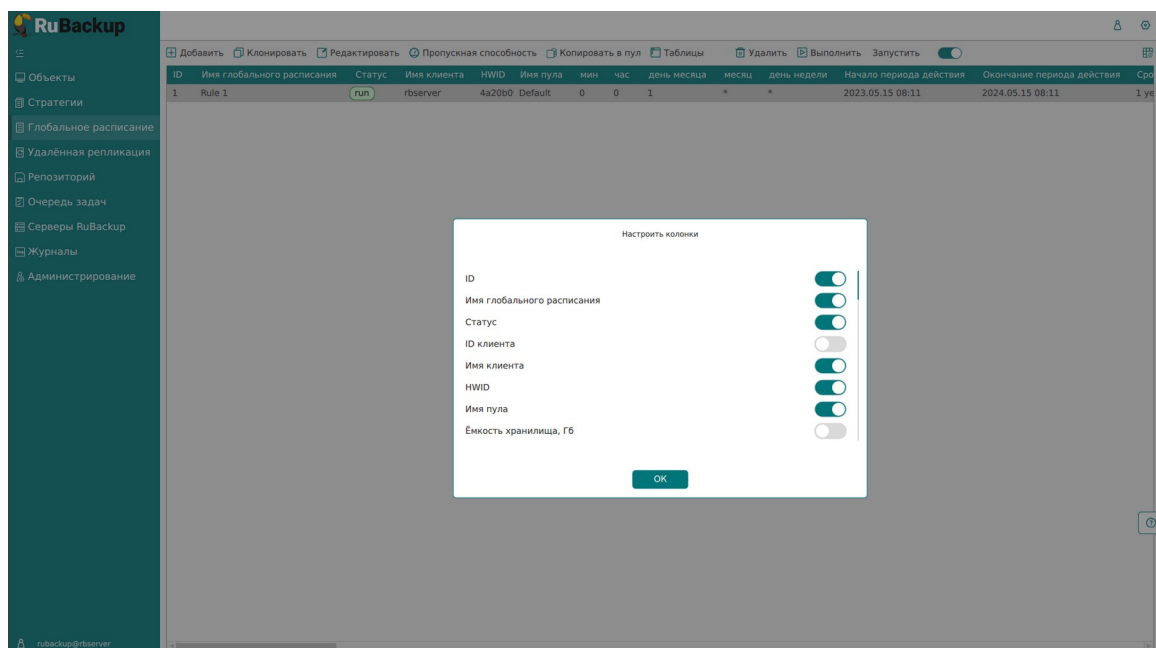 RuBackup
Добавить Клонировать Редактировать Пропускная способность Копировать в пул Таблицы Удалить Выполнить Запустить
Объекты
Стратегии
Глобальное расписание
Удалённая репликация
Репозиторий
Очередь задач
Серверы RuBackup
Журналы
Администрирование
ID Имя глобального расписания Статус Имя клиента HWID Имя пула мин час день месяца месяц день недели Начало периода действия Окончание периода действия Сро
1 Rule 1 run rbserver 4a20b0 Default 0 0 1 * * 2023.05.15 08:11 2024.05.15 08:11 1 ye
Настроить колонки
ID
Имя глобального расписания
Статус
ID клиента
Имя клиента
HWID
Имя пула
Ёмкость хранилища, Гб
OK
rubackup@rbserver